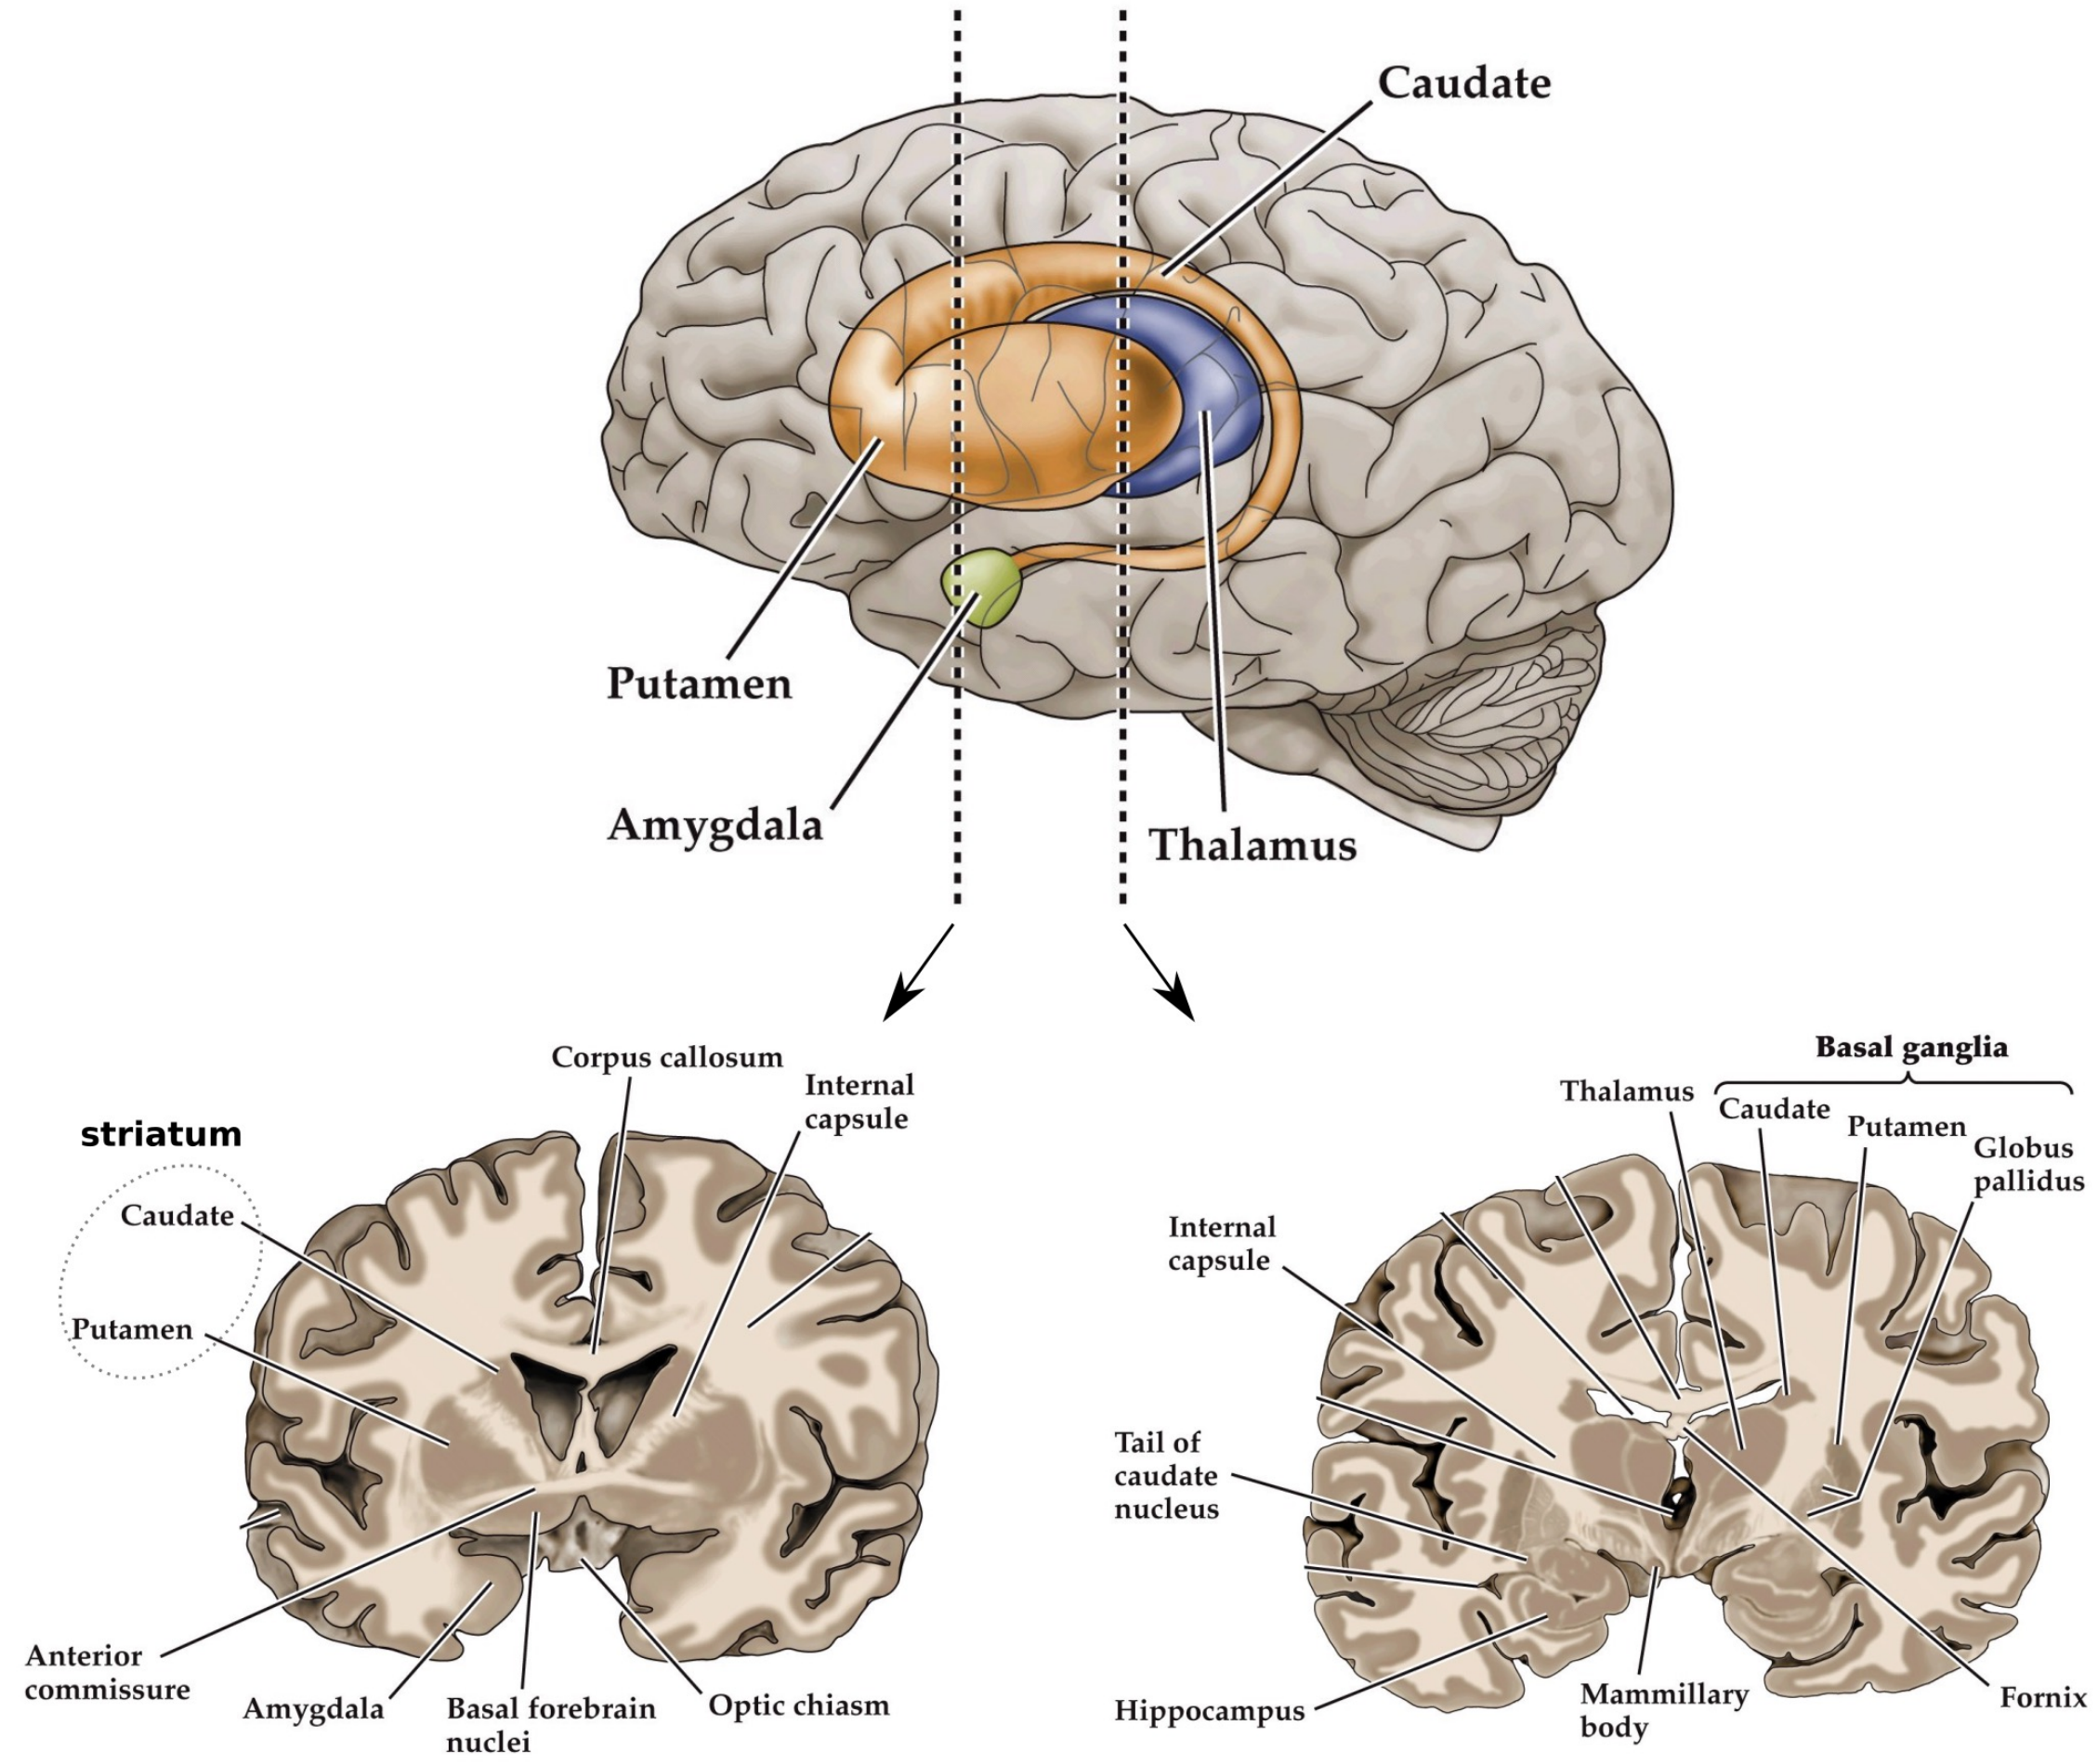 Caudate
Putamen
Amygdala
Thalamus
Corpus callosum
Internal
capsule
striatum
Caudate
Putamen
Anterior
commissure
Amygdala
Basal forebrain
nuclei
Optic chiasm
Basal ganglia
Thalamus
Caudate
Putamen
Globus
pallidus
Internal
capsule
Tail of
caudate
nucleus
Hippocampus
Mammillary
body
Fornix